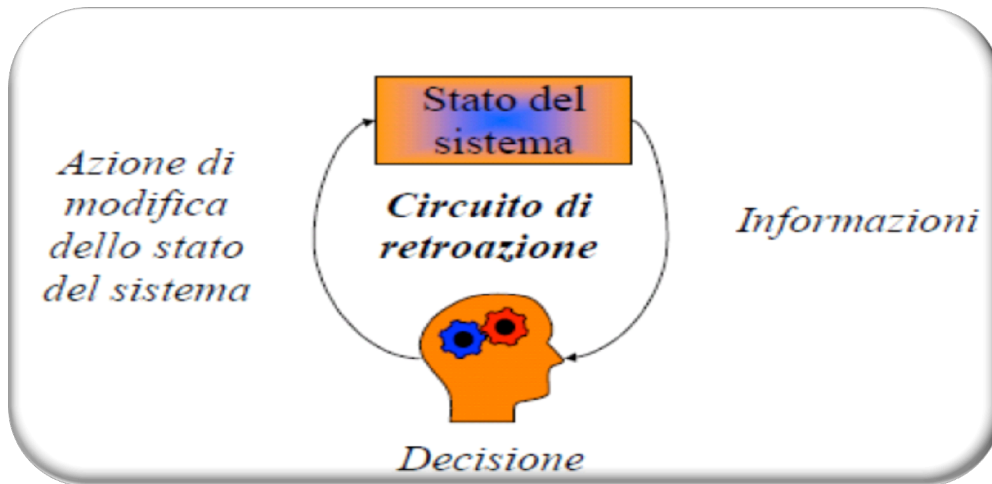 Stato del
sistema
Azione di
modifica
dello stato
del sistema
Circuito di
retroazione
Informazioni
Decisione